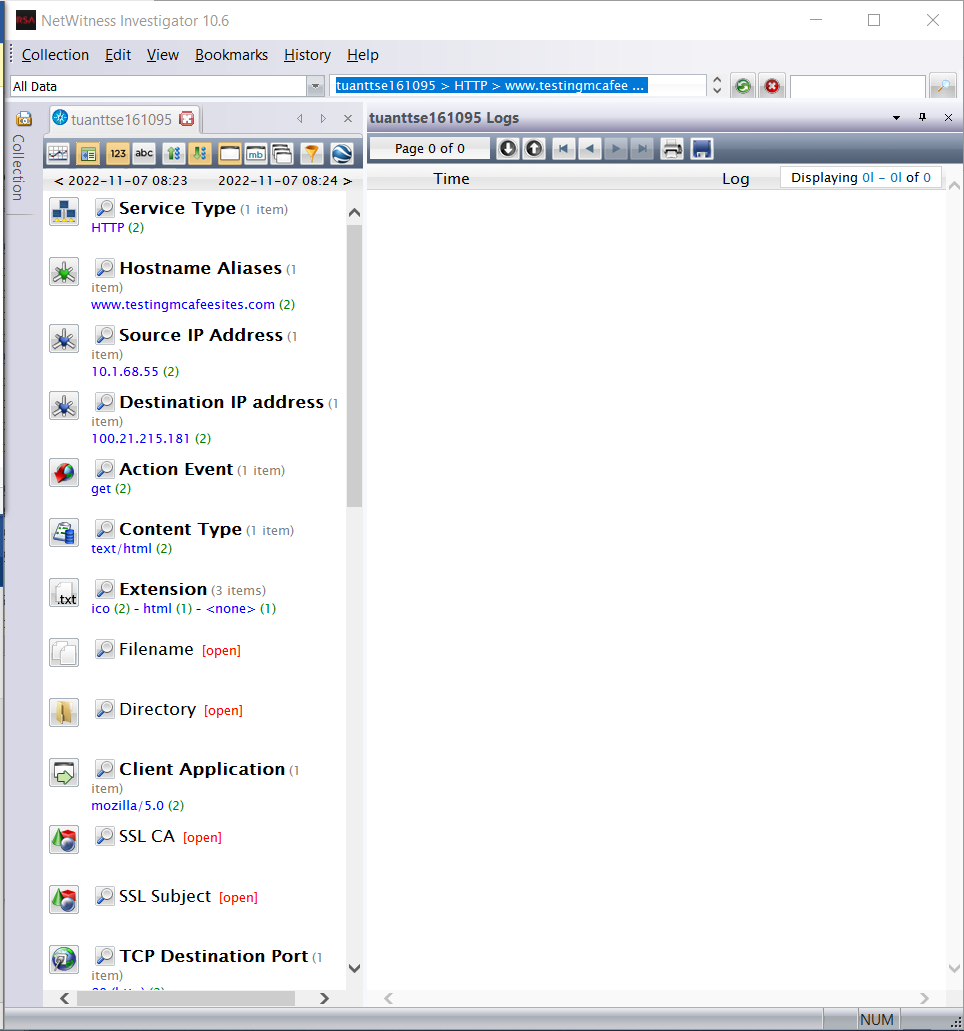 RSA NetWitness Investigator 10.6
Collection Edit View Bookmarks History Help
All Data
tuanttse161095 > HTTP > www.testingmcafee ...
Collection
tuanttse161095
tuanttse161095 Logs
123 abc mb
Page 0 of 0
< 2022-11-07 08:23 2022-11-07 08:24 >
Time Log Displaying 0l - 0l of 0
Service Type (1 item)
HTTP (2)
Hostname Aliases (1
item)
www.testingmcafeesites.com (2)
Source IP Address (1
item)
10.1.68.55 (2)
Destination IP address (1
item)
100.21.215.181 (2)
Action Event (1 item)
get (2)
Content Type (1 item)
text/html (2)
.txt
Extension (3 items)
ico (2) - html (1) - <none> (1)
Filename [open]
Directory [open]
Client Application (1
item)
mozilla/5.0 (2)
SSL CA [open]
SSL Subject [open]
TCP Destination Port (1
item)
NUM